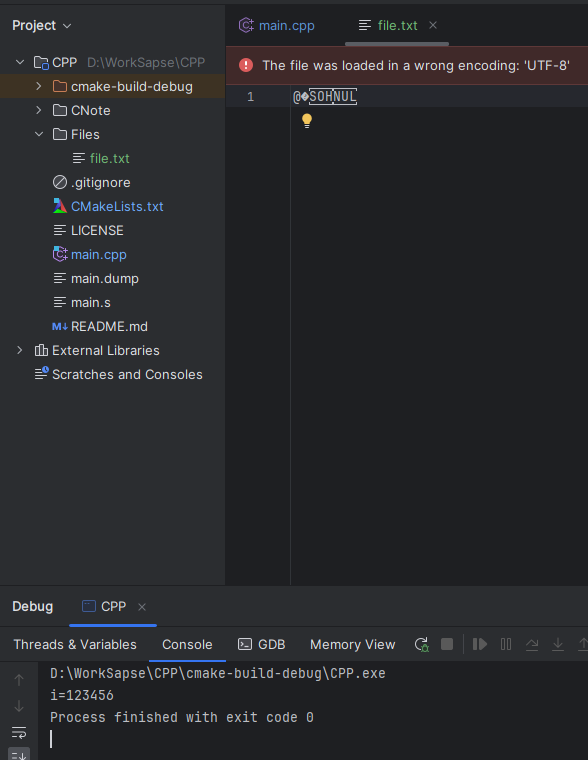 Project
main.cpp
file.txt
CPP D:\WorkSapse\CPP
cmake-build-debug
CNote
Files
file.txt
.gitignore
CMakeLists.txt
LICENSE
main.cpp
main.dump
main.s
M↓ README.md
External Libraries
Scratches and Consoles
The file was loaded in a wrong encoding: 'UTF-8'
1 @�SOHNUL
Debug CPP
Threads & Variables Console GDB Memory View
D:\WorkSapse\CPP\cmake-build-debug\CPP.exe
i=123456
Process finished with exit code 0